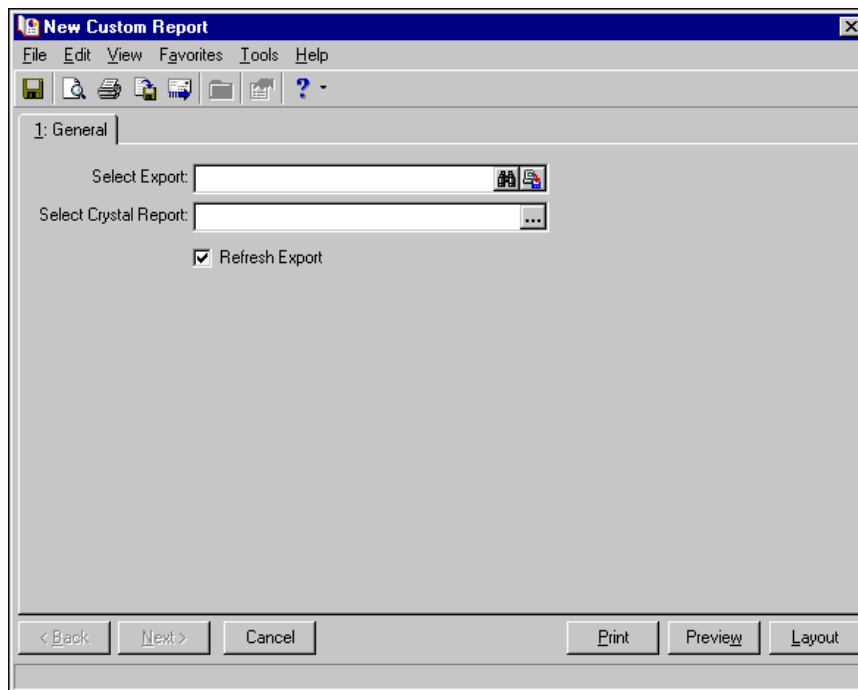 New Custom Report
File Edit View Favorites Tools Help
?
1: General
Select Export:
Select Crystal Report: ...
Refresh Export
< Back Next > Cancel Print Preview Layout